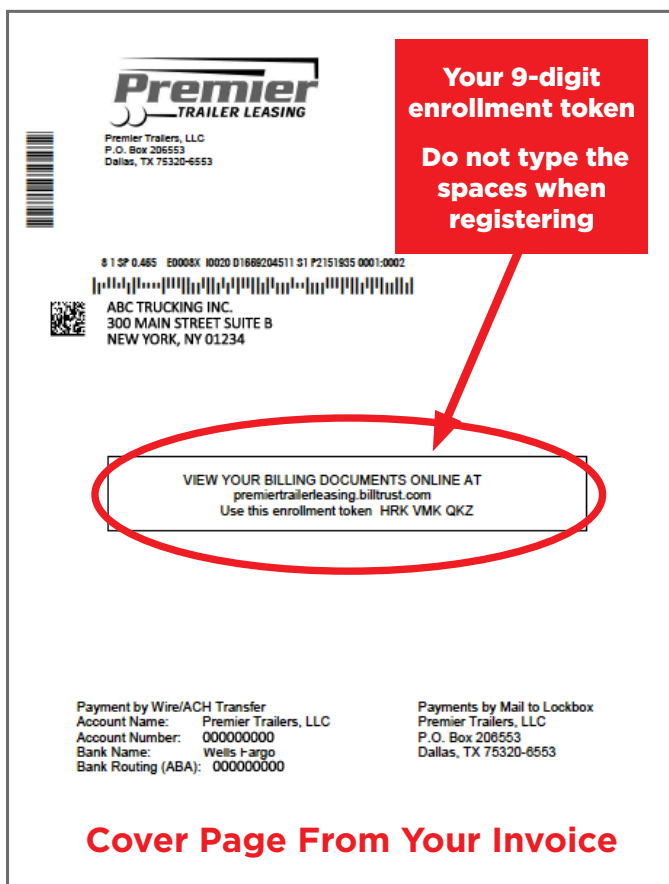 Premier
TRAILER LEASING
Premier Trailers, LLC
P.O. Box 206553
Dallas, TX 75320-6553
Your 9-digit
enrollment token
Do not type the
spaces when
registering
8 1 SP 0.465 E0008X I0020 D1669204511 S1 P2151935 0001:0002
ABC TRUCKING INC.
300 MAIN STREET SUITE B
NEW YORK, NY 01234
VIEW YOUR BILLING DOCUMENTS ONLINE AT
premiertrailerleasing.billtrust.com
Use this enrollment token HRK VMK QKZ
Payment by Wire/ACH Transfer
Account Name: Premier Trailers, LLC
Account Number: 000000000
Bank Name: Wells Fargo
Bank Routing (ABA): 000000000
Payments by Mail to Lockbox
Premier Trailers, LLC
P.O. Box 206553
Dallas, TX 75320-6553
Cover Page From Your Invoice